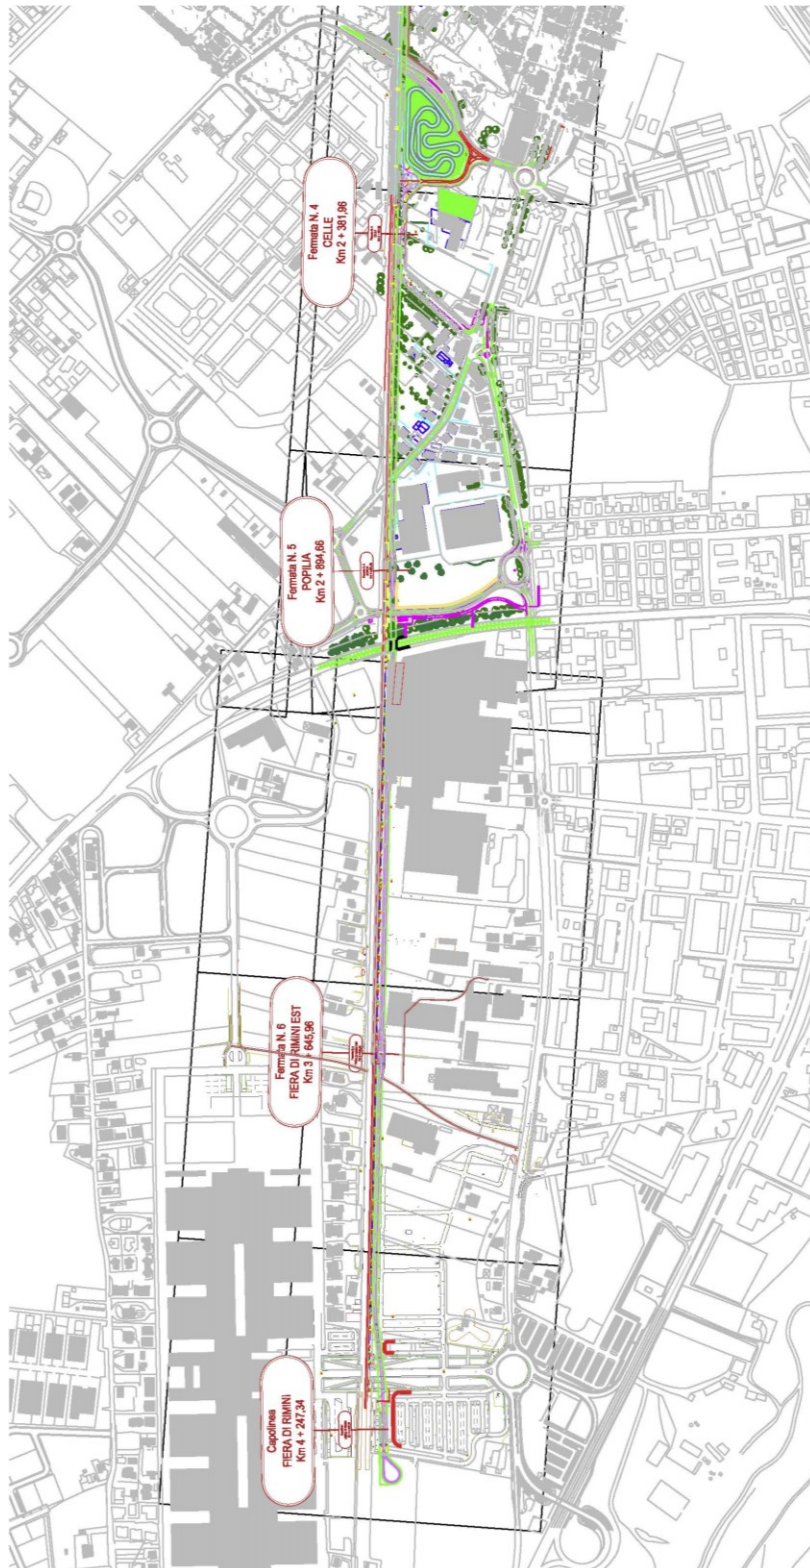 Fermata N. 4
CELLE
Km 2 + 381,96
Fermata N. 5
POPILIA
Km 2 + 894,66
Fermata N. 6
FIERA DI RIMINI EST
Km 3 + 645,96
Capolinea
FIERA DI RIMINI
Km 4 + 247,34